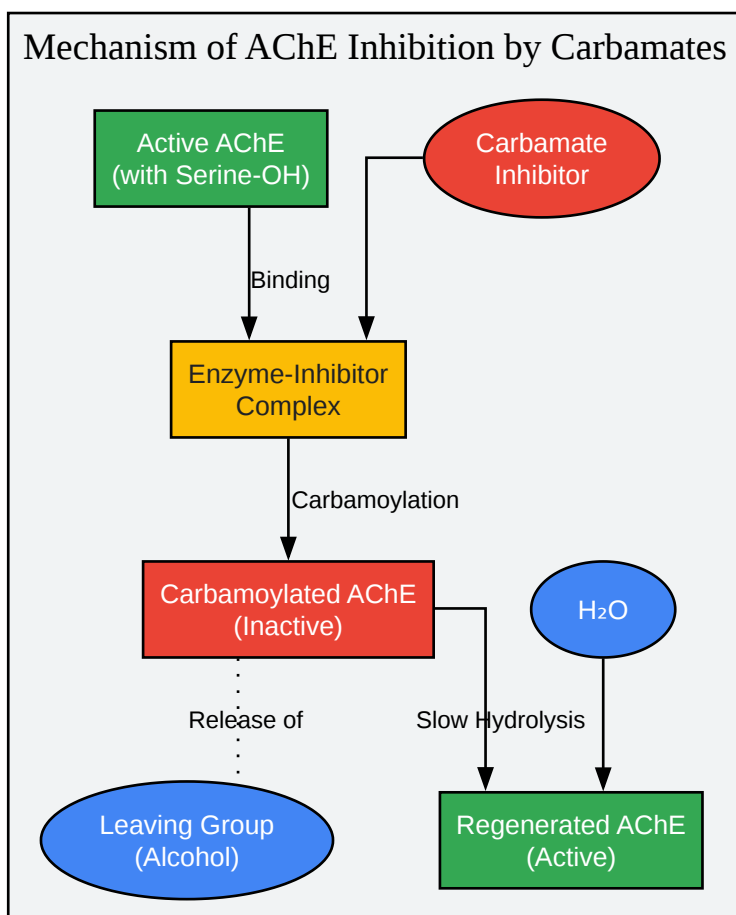 Mechanism of AChE Inhibition by Carbamates
Active AChE
(with Serine-OH)
Carbamate
Inhibitor
Binding
Enzyme-Inhibitor
Complex
Carbamoylation
Carbamoylated AChE
(Inactive)
H₂O
Release of
Slow Hydrolysis
Leaving Group
(Alcohol)
Regenerated AChE
(Active)